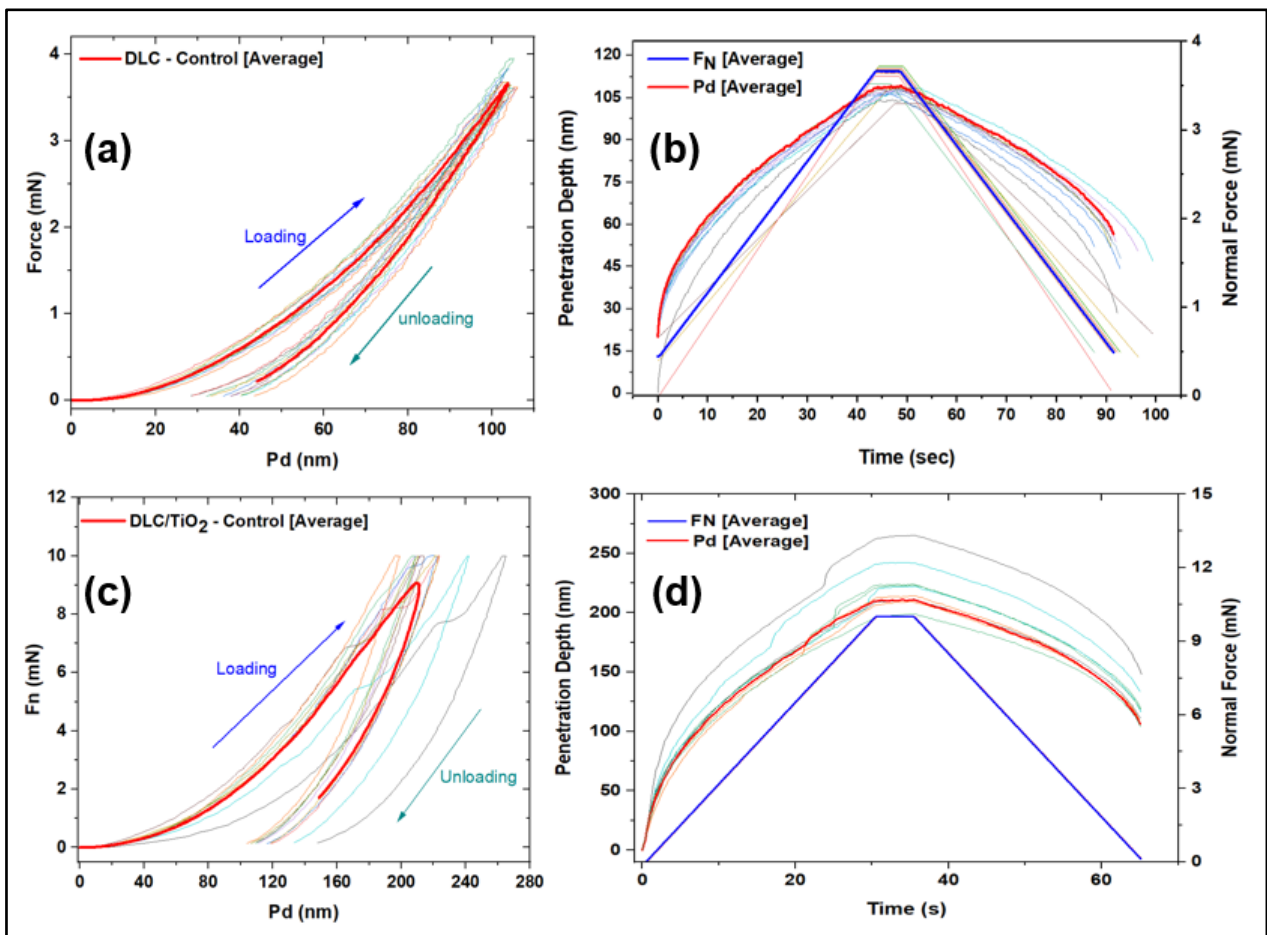 (a)
DLC - Control [Average]
Loading
unloading
4
3
2
1
0
Force (mN)
0 20 40 60 80 100
Pd (nm)
(b)
F_N [Average]
Pd [Average]
120
105
90
75
60
45
30
15
0
Penetration Depth (nm)
4
3
2
1
0
Normal Force (mN)
0 10 20 30 40 50 60 70 80 90 100
Time (sec)
(c)
DLC/TiO2 - Control [Average]
Loading
Unloading
12
10
8
6
4
2
0
Fn (mN)
0 40 80 120 160 200 240 280
Pd (nm)
(d)
FN [Average]
Pd [Average]
300
250
200
150
100
50
0
Penetration Depth (nm)
15
12
9
6
3
0
Normal Force (mN)
0 20 40 60
Time (s)